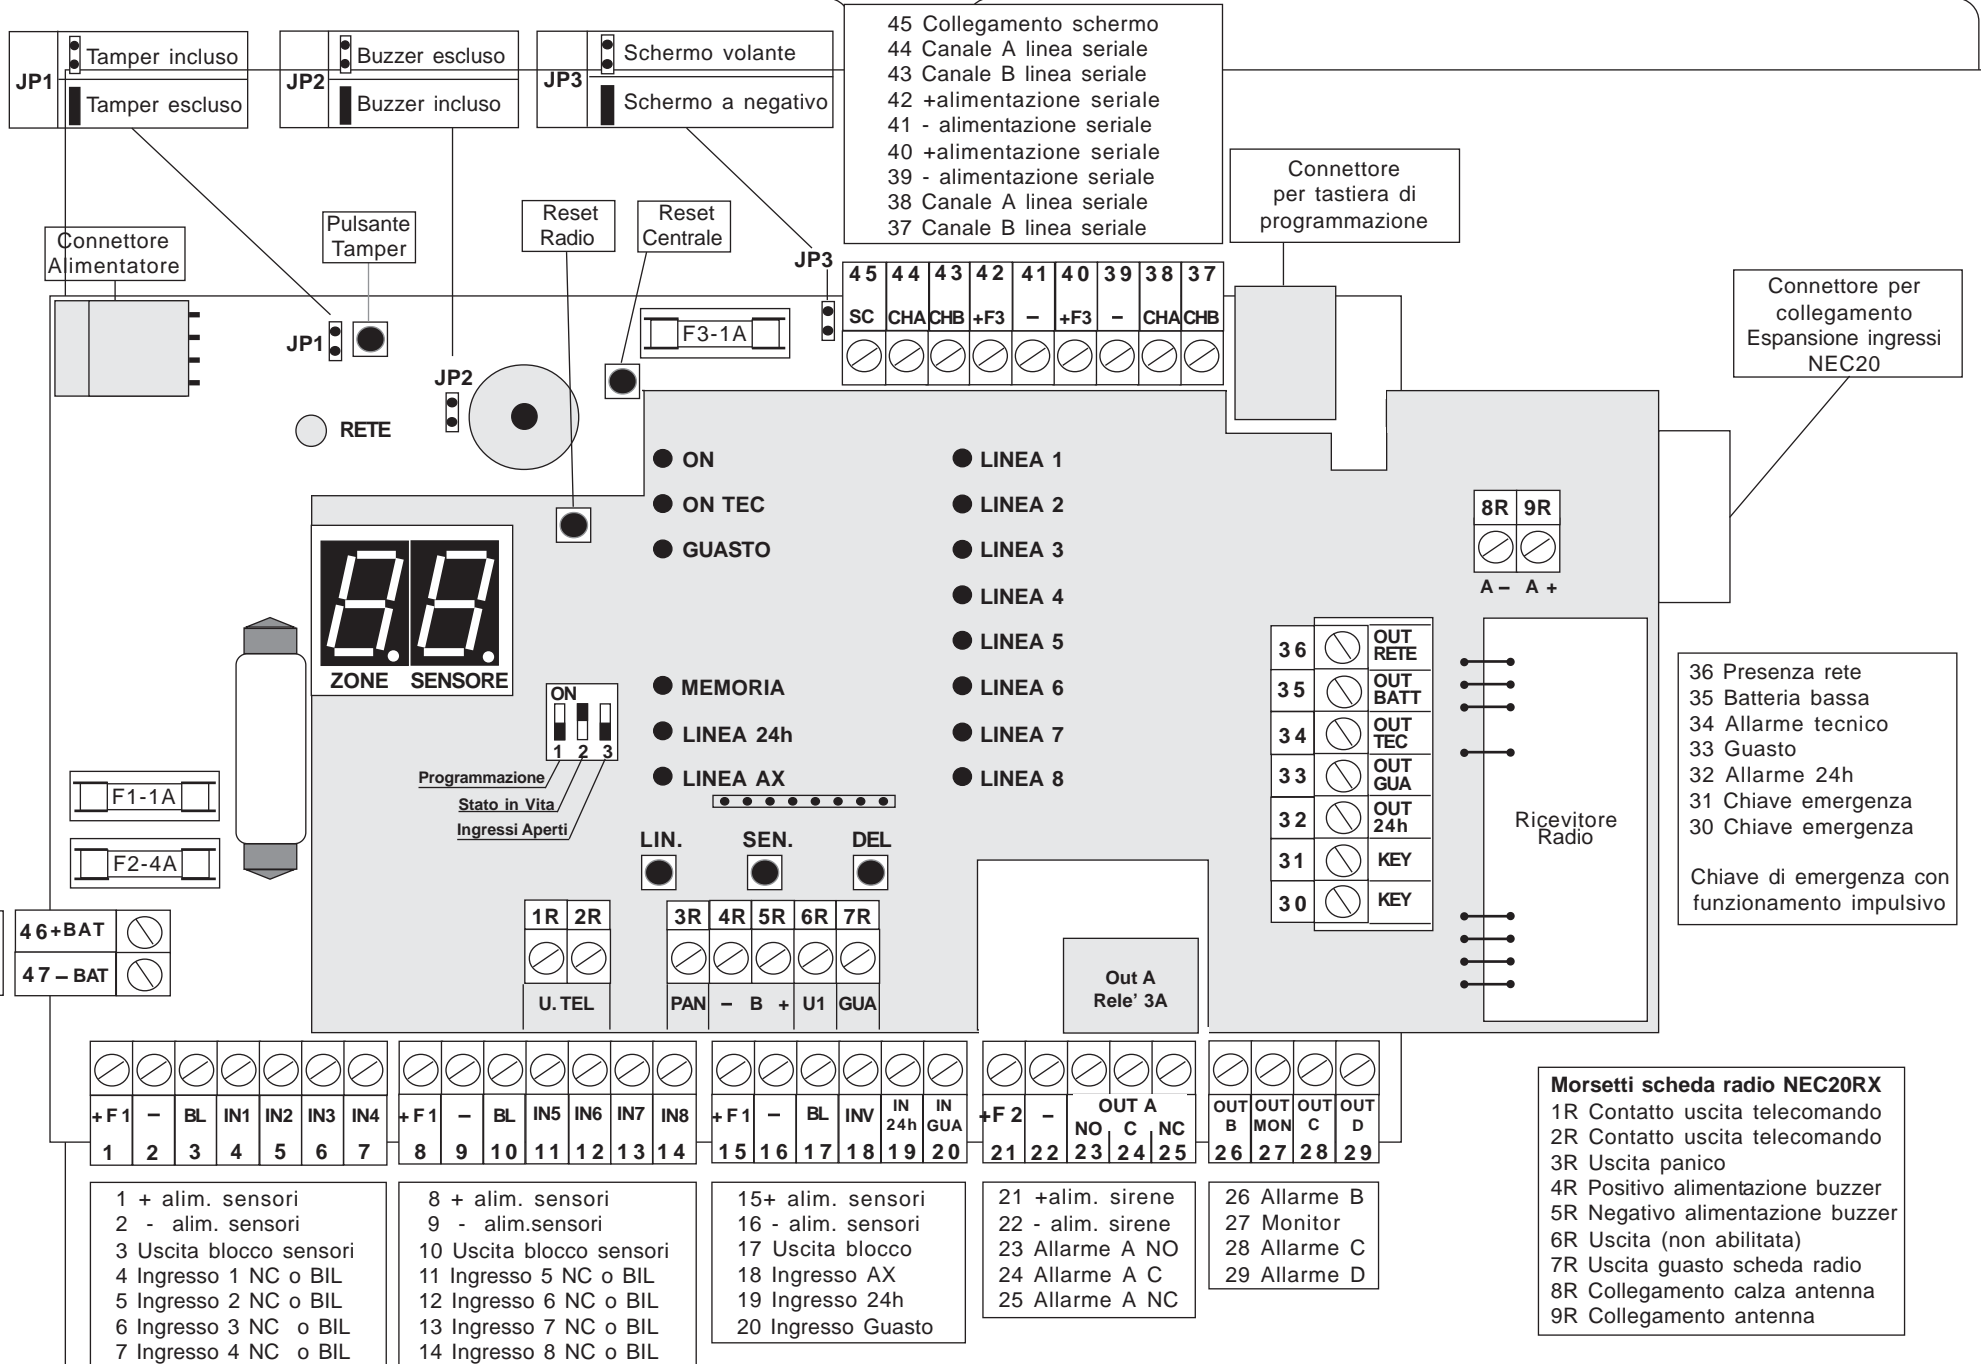 JP1
Tamper incluso
Tamper escluso
JP2
Buzzer escluso
Buzzer incluso
JP3
Schermo volante
Schermo a negativo
45 Collegamento schermo
44 Canale A linea seriale
43 Canale B linea seriale
42 +alimentazione seriale
41 - alimentazione seriale
40 +alimentazione seriale
39 - alimentazione seriale
38 Canale A linea seriale
37 Canale B linea seriale
Connettore
per tastiera di
programmazione
Connettore
Alimentatore
Pulsante
Tamper
Reset
Radio
Reset
Centrale
JP3
45 44 43 42 41 40 39 38 37
SC CHA CHB +F3 – +F3 – CHA CHB
Connettore per
collegamento
Espansione ingressi
NEC20
JP1
F3-1A
JP2
RETE
ON
ON TEC
GUASTO
MEMORIA
LINEA 24h
LINEA AX
LINEA 1
LINEA 2
LINEA 3
LINEA 4
LINEA 5
LINEA 6
LINEA 7
LINEA 8
8R 9R
A – A +
ZONE SENSORE
ON
1 2 3
Programmazione
Stato in Vita
Ingressi Aperti
F1-1A
F2-4A
LIN. SEN. DEL
36 OUT RETE
35 OUT BATT
34 OUT TEC
33 OUT GUA
32 OUT 24h
31 KEY
30 KEY
Ricevitore
Radio
36 Presenza rete
35 Batteria bassa
34 Allarme tecnico
33 Guasto
32 Allarme 24h
31 Chiave emergenza
30 Chiave emergenza
Chiave di emergenza con
funzionamento impulsivo
46 +BAT
47 – BAT
1R 2R
U. TEL
3R 4R 5R 6R 7R
PAN – B + U1 GUA
Out A
Rele' 3A
+F1 – BL IN1 IN2 IN3 IN4
1 2 3 4 5 6 7
+F1 – BL IN5 IN6 IN7 IN8
8 9 10 11 12 13 14
+F1 – BL INV IN 24h IN GUA
15 16 17 18 19 20
+F 2 – OUT A
NO C NC
21 22 23 24 25
OUT B OUT MON OUT C OUT D
26 27 28 29
1 + alim. sensori
2 - alim. sensori
3 Uscita blocco sensori
4 Ingresso 1 NC o BIL
5 Ingresso 2 NC o BIL
6 Ingresso 3 NC o BIL
7 Ingresso 4 NC o BIL
8 + alim. sensori
9 - alim.sensori
10 Uscita blocco sensori
11 Ingresso 5 NC o BIL
12 Ingresso 6 NC o BIL
13 Ingresso 7 NC o BIL
14 Ingresso 8 NC o BIL
15+ alim. sensori
16 - alim. sensori
17 Uscita blocco
18 Ingresso AX
19 Ingresso 24h
20 Ingresso Guasto
21 +alim. sirene
22 - alim. sirene
23 Allarme A NO
24 Allarme A C
25 Allarme A NC
26 Allarme B
27 Monitor
28 Allarme C
29 Allarme D
Morsetti scheda radio NEC20RX
1R Contatto uscita telecomando
2R Contatto uscita telecomando
3R Uscita panico
4R Positivo alimentazione buzzer
5R Negativo alimentazione buzzer
6R Uscita (non abilitata)
7R Uscita guasto scheda radio
8R Collegamento calza antenna
9R Collegamento antenna